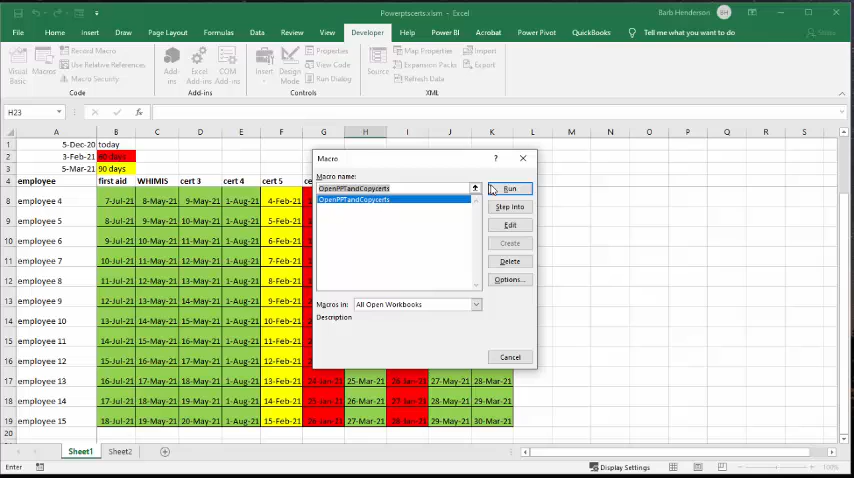 Powerptscerts.xlsm - Excel
Barb Henderson BH
File Home Insert Draw Page Layout Formulas Data Review View Developer Help Power BI Acrobat Power Pivot QuickBooks Tell me what you want to do Share
Visual Basic
Macros
Record Macro
Use Relative References
Macro Security
Code
Add-ins
Excel Add-ins
COM Add-ins
Add-ins
Insert
Design Mode
Properties
View Code
Run Dialog
Controls
Source
Map Properties
Expansion Packs
Refresh Data
Import
Export
XML
H23
A B C D E F G H I J K L M N O P Q R S
1 5-Dec-20 today
2 3-Feb-21 60 days
3 5-Mar-21 90 days
4 employee first aid WHIMIS cert 3 cert 4 cert 5
8 employee 4 7-Jul-21 8-May-21 9-May-21 1-Aug-21 4-Feb-21
9 employee 5 8-Jul-21 9-May-21 10-May-21 1-Aug-21 5-Feb-21
10 employee 6 9-Jul-21 10-May-21 11-May-21 1-Aug-21 6-Feb-21
11 employee 7 10-Jul-21 11-May-21 12-May-21 1-Aug-21 7-Feb-21
12 employee 8 11-Jul-21 12-May-21 13-May-21 1-Aug-21 8-Feb-21
13 employee 9 12-Jul-21 13-May-21 14-May-21 1-Aug-21 9-Feb-21
14 employee 10 13-Jul-21 14-May-21 15-May-21 1-Aug-21 10-Feb-21
15 employee 11 14-Jul-21 15-May-21 16-May-21 1-Aug-21 11-Feb-21
16 employee 12 15-Jul-21 16-May-21 17-May-21 1-Aug-21 12-Feb-21
17 employee 13 16-Jul-21 17-May-21 18-May-21 1-Aug-21 13-Feb-21 24-Jan-21 25-Mar-21 26-Jan-21 27-May-21 28-Mar-21
18 employee 14 17-Jul-21 18-May-21 19-May-21 1-Aug-21 14-Feb-21 25-Jan-21 26-Mar-21 27-Jan-21 28-May-21 29-Mar-21
19 employee 15 18-Jul-21 19-May-21 20-May-21 1-Aug-21 15-Feb-21 26-Jan-21 27-Mar-21 28-Jan-21 29-May-21 30-Mar-21
20
Macro ?
Macro name:
OpenPPTandCopycerts
OpenPPTandCopycerts
Run
Step Into
Edit
Create
Delete
Options...
Macros in: All Open Workbooks
Description
Cancel
Sheet1 Sheet2
Enter
Display Settings
100%